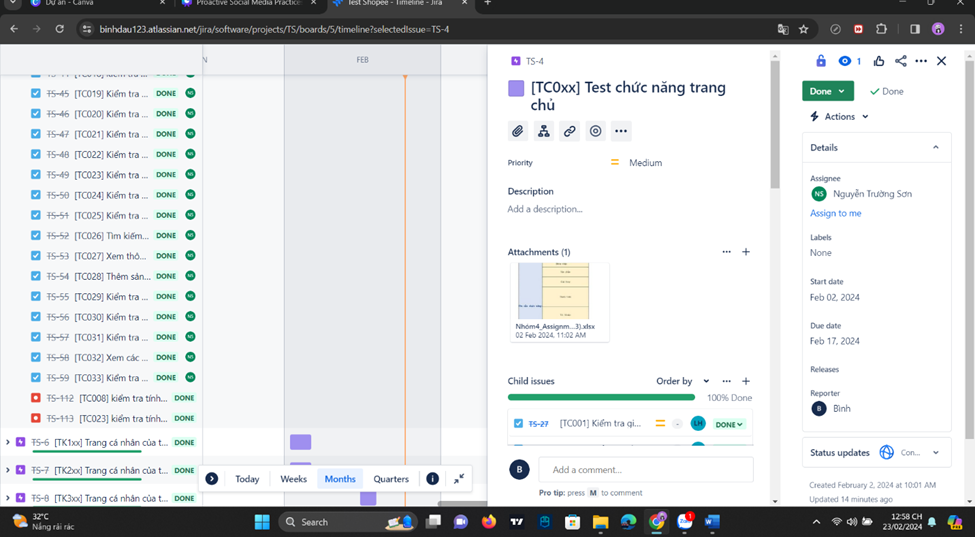 Dự án - Canva
Proactive Social Media Practice
Test Shopee - Timeline - Jira
binhdau123.atlassian.net/jira/software/projects/TS/boards/5/timeline?selectedIssue=TS-4
FEB
TS-45 [TC019] Kiểm tra ... DONE NS
TS-46 [TC020] Kiểm tra ... DONE NS
TS-47 [TC021] Kiểm tra ... DONE NS
TS-48 [TC022] Kiểm tra ... DONE NS
TS-49 [TC023] Kiểm tra ... DONE NS
TS-50 [TC024] Kiểm tra ... DONE NS
TS-51 [TC025] Kiểm tra ... DONE NS
TS-52 [TC026] Tìm kiếm... DONE NS
TS-53 [TC027] Xem thô... DONE NS
TS-54 [TC028] Thêm sản... DONE NS
TS-55 [TC029] Kiểm tra ... DONE NS
TS-56 [TC030] Kiểm tra ... DONE NS
TS-57 [TC031] Kiểm tra ... DONE NS
TS-58 [TC032] Xem các ... DONE NS
TS-59 [TC033] Kiểm tra ... DONE NS
TS-112 [TC008] kiểm tra tính... DONE
TS-113 [TC023] kiểm tra tính... DONE
TS-6 [TK1xx] Trang cá nhân của t... DONE
TS-7 [TK2xx] Trang cá nhân của t... DONE
TS-8 [TK3xx] Trang cá nhân của t... DONE
Today Weeks Months Quarters
TS-4
[TC0xx] Test chức năng trang
chủ
Priority Medium
Description
Add a description...
Attachments (1)
Nhóm4_Assignm...3).xlsx
02 Feb 2024, 11:02 AM
Child issues Order by
100% Done
TS-27 [TC001] Kiểm tra gi... LH DONE
B Add a comment...
Pro tip: press M to comment
1
Done Done
Actions
Details
Assignee
NS Nguyễn Trường Sơn
Assign to me
Labels
None
Start date
Feb 02, 2024
Due date
Feb 17, 2024
Releases
Reporter
B Bình
Status updates Con...
Created February 2, 2024 at 10:01 AM
Updated 14 minutes ago
32°C
Nắng rải rác
Search
12:58 CH
23/02/2024